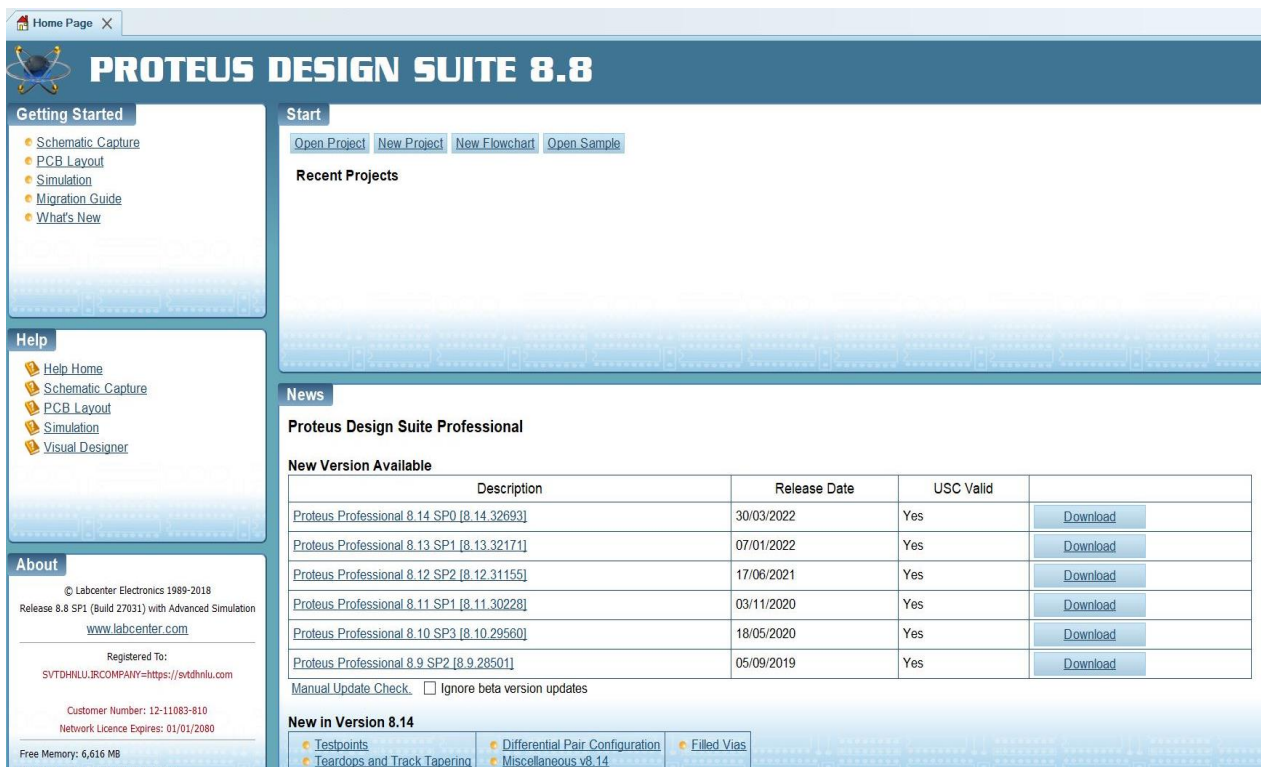 Home Page
PROTEUS DESIGN SUITE 8.8
Getting Started
Schematic Capture
PCB Layout
Simulation
Migration Guide
What's New
Help
Help Home
Schematic Capture
PCB Layout
Simulation
Visual Designer
About
© Labcenter Electronics 1989-2018
Release 8.8 SP1 (Build 27031) with Advanced Simulation
www.labcenter.com
Registered To:
SVTDHNLU.IRCOMPANY=https://svtdhnlu.com
Customer Number: 12-11083-810
Network Licence Expires: 01/01/2080
Free Memory: 6,616 MB
Start
Open Project New Project New Flowchart Open Sample
Recent Projects
News
Proteus Design Suite Professional
New Version Available
Description Release Date USC Valid
Proteus Professional 8.14 SP0 [8.14.32693] 30/03/2022 Yes Download
Proteus Professional 8.13 SP1 [8.13.32171] 07/01/2022 Yes Download
Proteus Professional 8.12 SP2 [8.12.31155] 17/06/2021 Yes Download
Proteus Professional 8.11 SP1 [8.11.30228] 03/11/2020 Yes Download
Proteus Professional 8.10 SP3 [8.10.29560] 18/05/2020 Yes Download
Proteus Professional 8.9 SP2 [8.9.28501] 05/09/2019 Yes Download
Manual Update Check. Ignore beta version updates
New in Version 8.14
Testpoints Differential Pair Configuration Filled Vias
Teardops and Track Tapering Miscellaneous v8.14